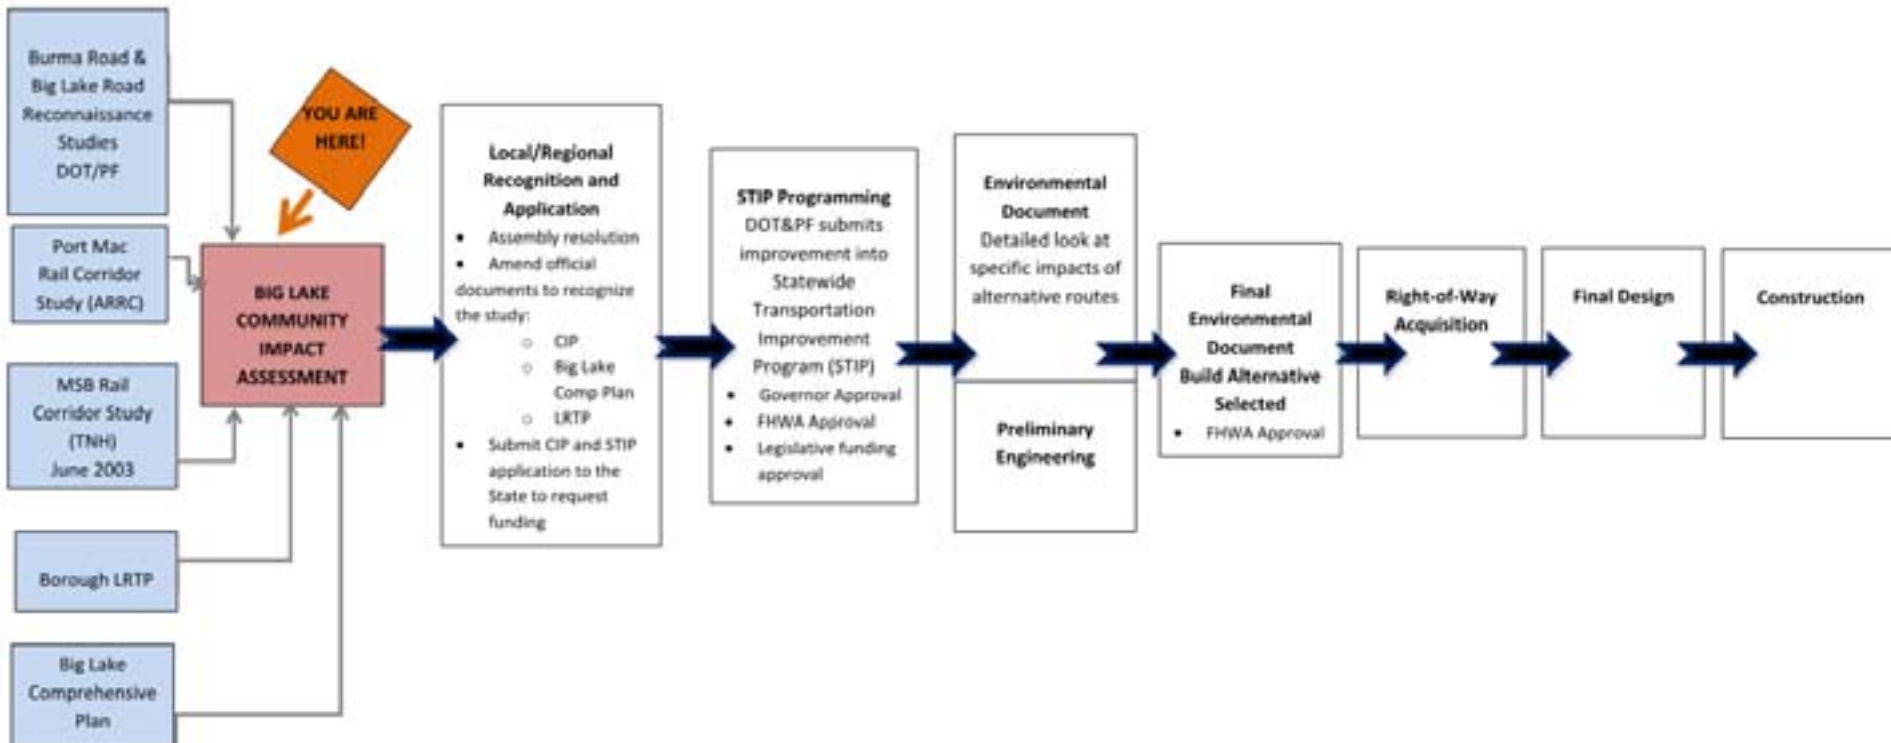 Burma Road &
Big Lake Road
Reconnaissance
Studies
DOT/PF
Port Mac
Rail Corridor
Study (ARRC)
MSB Rail
Corridor Study
(TNH)
June 2003
Borough LRTP
Big Lake
Comprehensive
Plan
YOU ARE
HERE!
BIG LAKE
COMMUNITY
IMPACT
ASSESSMENT
Local/Regional
Recognition and
Application
• Assembly resolution
• Amend official
documents to recognize
the study:
○ CIP
○ Big Lake
Comp Plan
○ LRTP
• Submit CIP and STIP
application to the
State to request
funding
STIP Programming
DOT&PF submits
improvement into
Statewide
Transportation
Improvement
Program (STIP)
• Governor Approval
• FHWA Approval
• Legislative funding
approval
Environmental
Document
Detailed look at
specific impacts of
alternative routes
Preliminary
Engineering
Final
Environmental
Document
Build Alternative
Selected
• FHWA Approval
Right-of-Way
Acquisition
Final Design
Construction